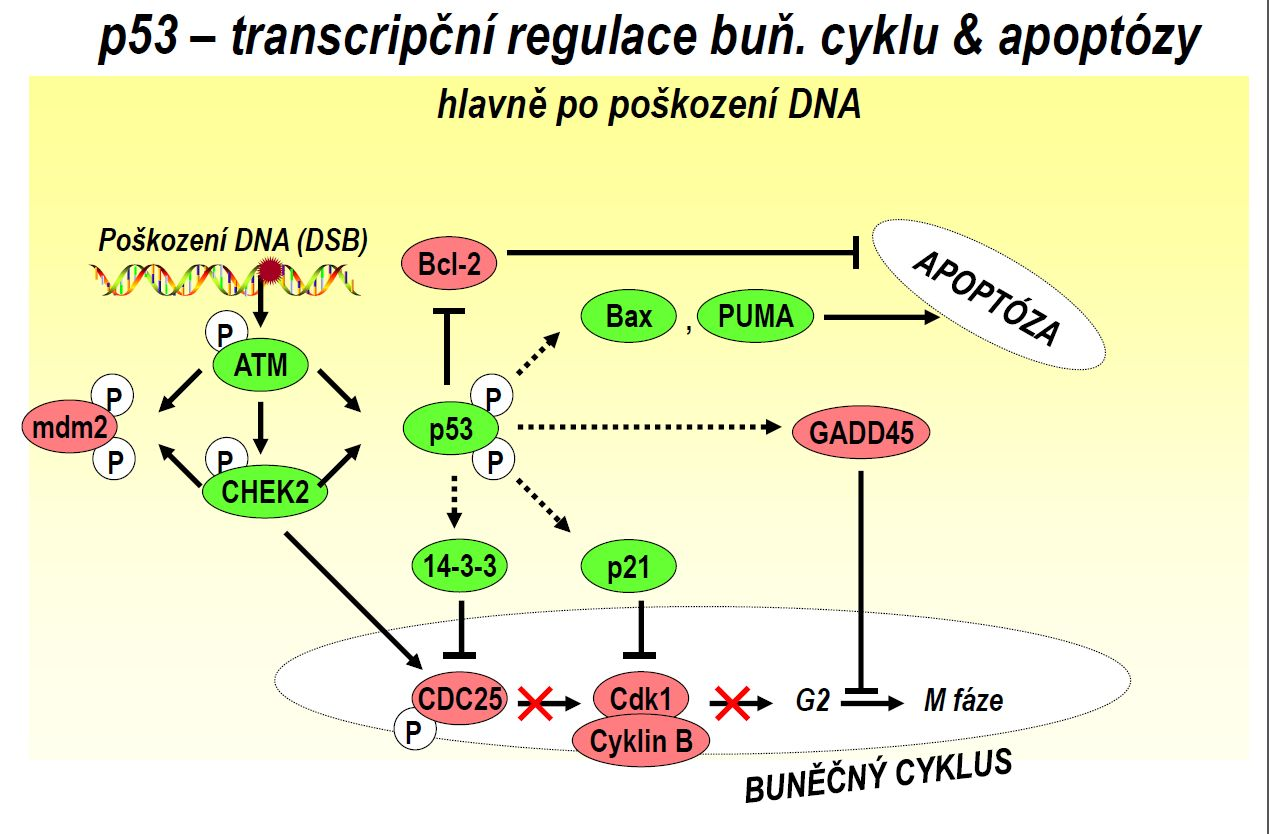 p53 – transcripční regulace buň. cyklu & apoptózy
hlavně po poškození DNA
Poškození DNA (DSB)
Bcl-2
APOPTÓZA
Bax , PUMA
P
ATM
P
mdm2
P
P
p53
P
GADD45
P
CHEK2
14-3-3
p21
CDC25
P
Cdk1
Cyklin B
G2
M fáze
BUNĚČNÝ CYKLUS